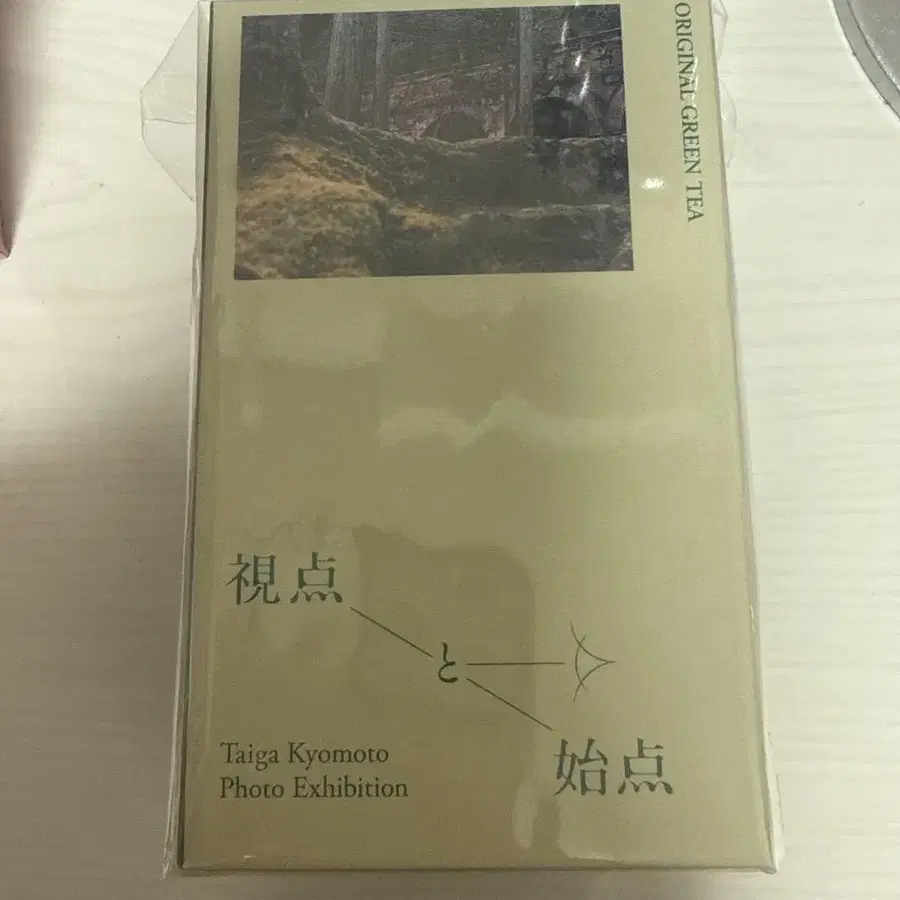 ORIGINAL GREEN TEA
視点
と
始点
Taiga Kyomoto
Photo Exhibition